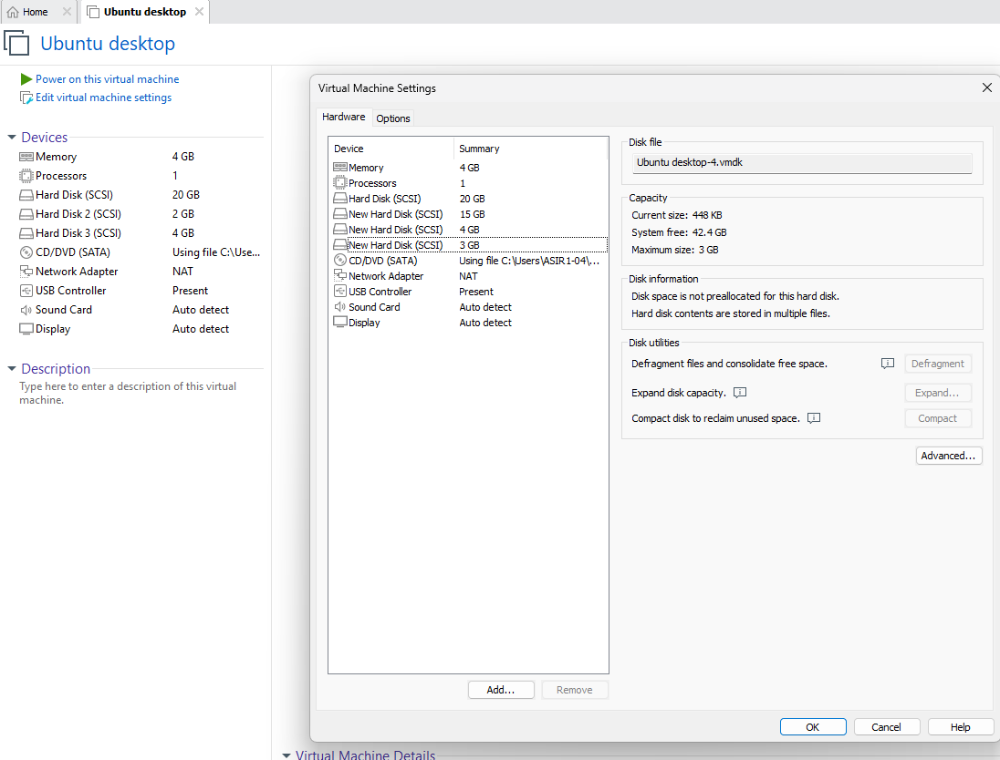 Home
Ubuntu desktop
Ubuntu desktop
Power on this virtual machine
Edit virtual machine settings
Devices
Memory 4 GB
Processors 1
Hard Disk (SCSI) 20 GB
Hard Disk 2 (SCSI) 2 GB
Hard Disk 3 (SCSI) 4 GB
CD/DVD (SATA) Using file C:\Use...
Network Adapter NAT
USB Controller Present
Sound Card Auto detect
Display Auto detect
Description
Type here to enter a description of this virtual
machine.
Virtual Machine Settings
Hardware Options
Device Summary
Memory 4 GB
Processors 1
Hard Disk (SCSI) 20 GB
New Hard Disk (SCSI) 15 GB
New Hard Disk (SCSI) 4 GB
New Hard Disk (SCSI) 3 GB
CD/DVD (SATA) Using file C:\Users\ASIR1-04\...
Network Adapter NAT
USB Controller Present
Sound Card Auto detect
Display Auto detect
Add... Remove
Disk file
Ubuntu desktop-4.vmdk
Capacity
Current size: 448 KB
System free: 42.4 GB
Maximum size: 3 GB
Disk information
Disk space is not preallocated for this hard disk.
Hard disk contents are stored in multiple files.
Disk utilities
Defragment files and consolidate free space. Defragment
Expand disk capacity. Expand...
Compact disk to reclaim unused space. Compact
Advanced...
OK Cancel Help
Virtual Machine Details